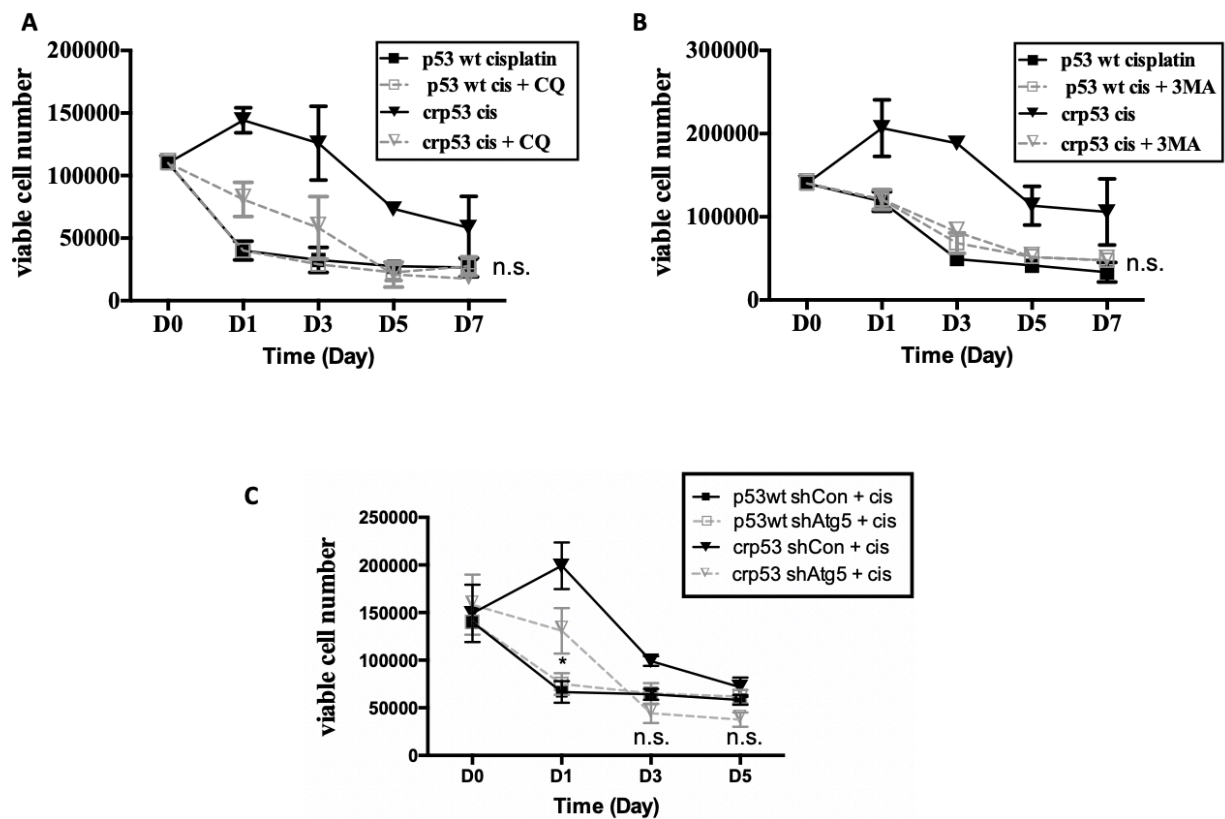 A
200000
150000
100000
50000
0
viable cell number
D0 D1 D3 D5 D7
Time (Day)
p53 wt cisplatin
p53 wt cis + CQ
crp53 cis
crp53 cis + CQ
n.s.
B
300000
200000
100000
0
viable cell number
D0 D1 D3 D5 D7
Time (Day)
p53 wt cisplatin
p53 wt cis + 3MA
crp53 cis
crp53 cis + 3MA
n.s.
C
250000
200000
150000
100000
50000
0
viable cell number
D0 D1 D3 D5
Time (Day)
p53wt shCon + cis
p53wt shAtg5 + cis
crp53 shCon + cis
crp53 shAtg5 + cis
*
n.s. n.s.